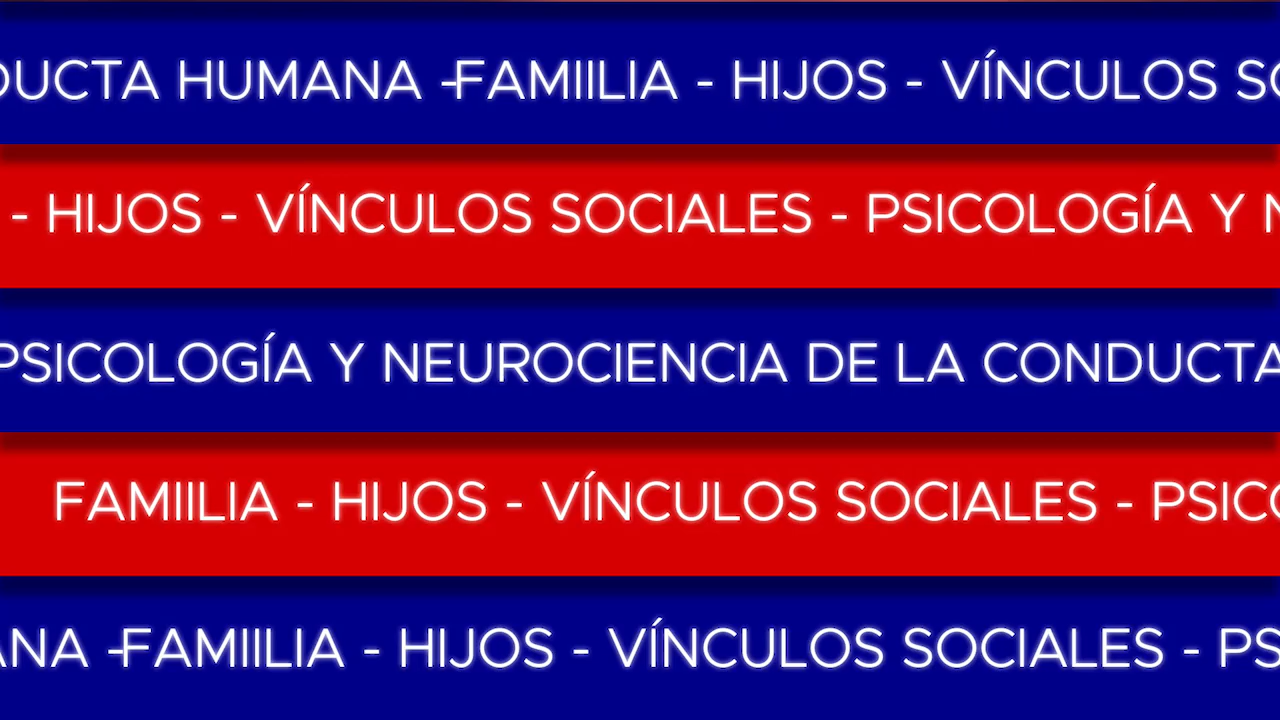 DUCTA HUMANA -FAMIILIA - HIJOS - VÍNCULOS SO
- HIJOS - VÍNCULOS SOCIALES - PSICOLOGÍA Y N
PSICOLOGÍA Y NEUROCIENCIA DE LA CONDUCTA
FAMIILIA - HIJOS - VÍNCULOS SOCIALES - PSICO
ANA -FAMIILIA - HIJOS - VÍNCULOS SOCIALES - PS